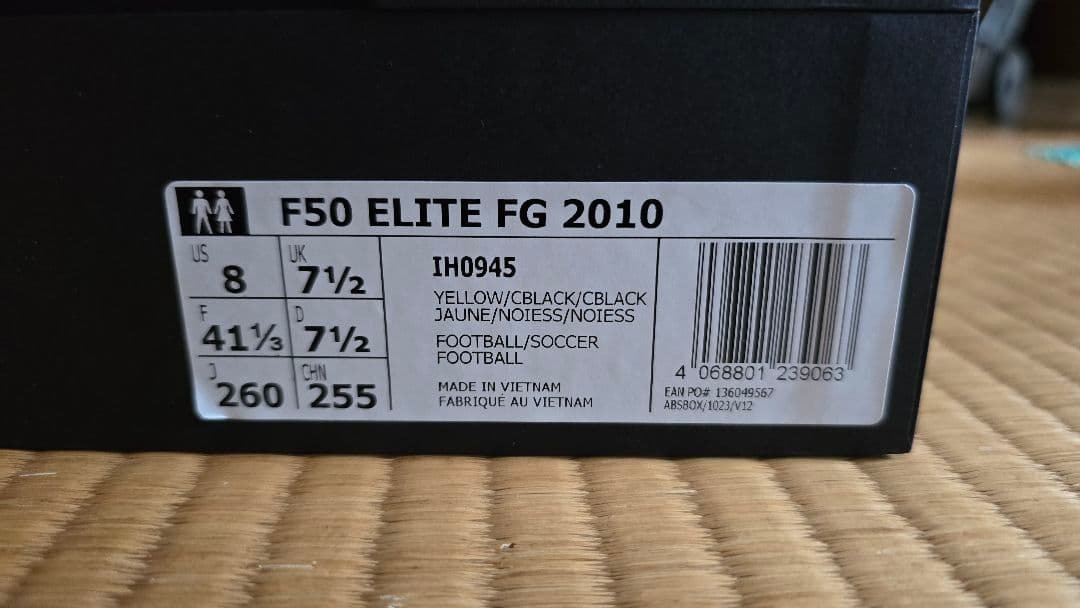 F50 ELITE FG 2010
US
8
UK
7½
F
41⅓
D
7½
J
260
CHN
255
IH0945
YELLOW/CBLACK/CBLACK
JAUNE/NOIESS/NOIESS
FOOTBALL/SOCCER
FOOTBALL
MADE IN VIETNAM
FABRIQUÉ AU VIETNAM
4 068801 239063
EAN PO# 136049567
ABSBOX/1023/V12